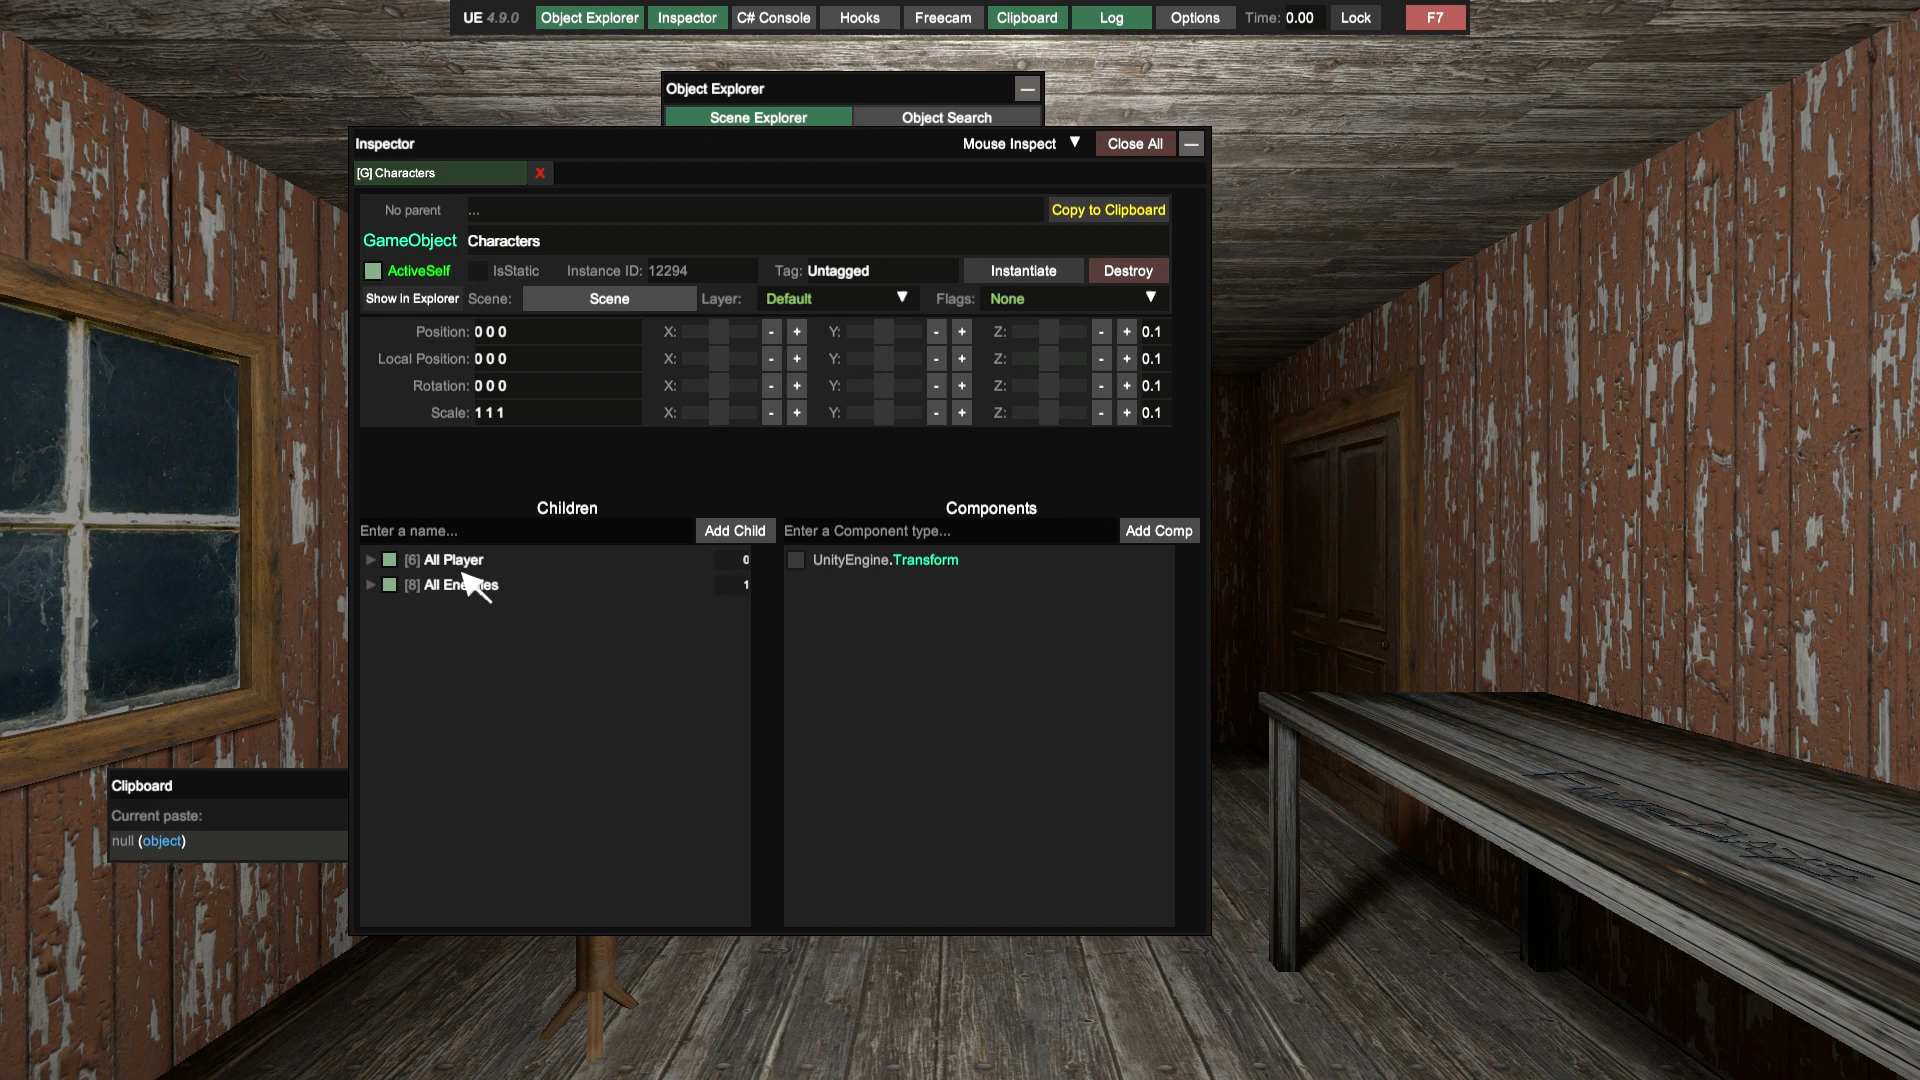 UE 4.9.0 Object Explorer Inspector C# Console Hooks Freecam Clipboard Log Options Time: 0.00 Lock F7
Object Explorer —
Scene Explorer Object Search
Inspector Mouse Inspect ▼ Close All —
[G] Characters X
No parent ... Copy to Clipboard
GameObject Characters
ActiveSelf IsStatic Instance ID: 12294 Tag: Untagged Instantiate Destroy
Show in Explorer Scene: Scene Layer: Default ▼ Flags: None ▼
Position: 0 0 0 X: - + Y: - + Z: - + 0.1
Local Position: 0 0 0 X: - + Y: - + Z: - + 0.1
Rotation: 0 0 0 X: - + Y: - + Z: - + 0.1
Scale: 1 1 1 X: - + Y: - + Z: - + 0.1
Children Components
Enter a name... Add Child Enter a Component type... Add Comp
► [6] All Player 0 UnityEngine.Transform
► [8] All Enemies 1
Clipboard
Current paste:
null (object)